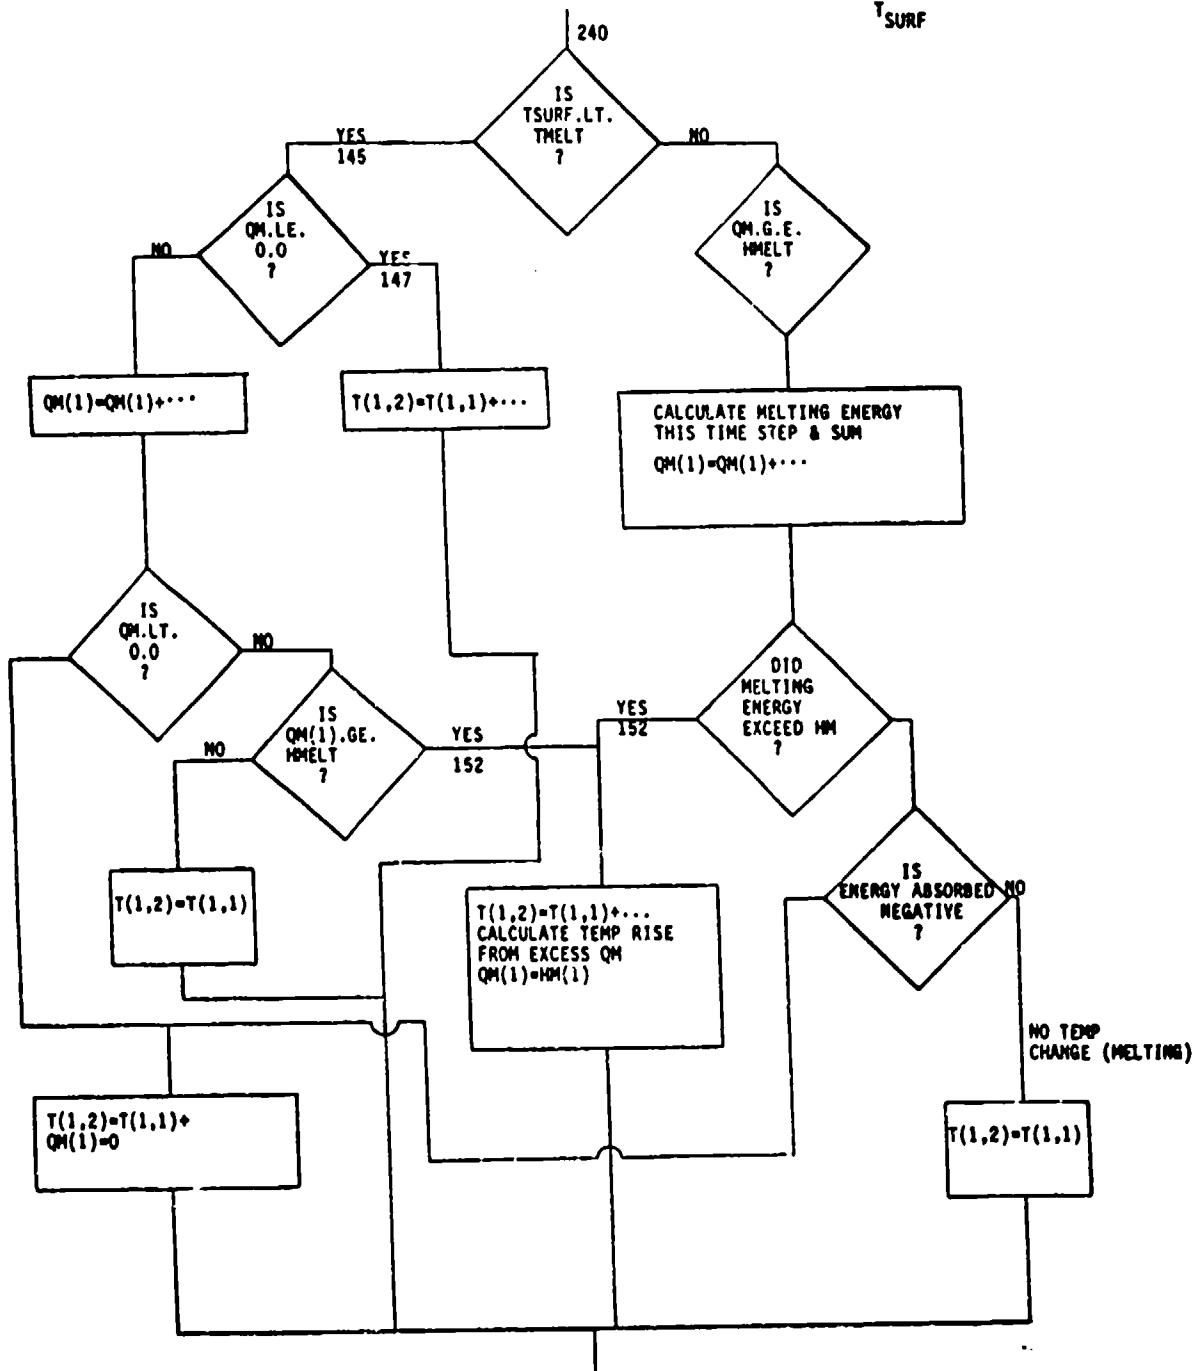 T SURF
240
IS
TSURF.LT.
TMELT
?
YES
145
NO
IS
QM.LE.
0.0
?
NO
YES
147
IS
QM.G.E.
HMELT
?
QM(1)=QM(1)+···
T(1,2)=T(1,1)+···
CALCULATE MELTING ENERGY
THIS TIME STEP & SUM
QM(1)=QM(1)+···
IS
QM.LT.
0.0
?
NO
IS
QM(1).GE.
HMELT
?
NO
YES
152
DID
MELTING
ENERGY
EXCEED HM
?
YES
152
IS
ENERGY ABSORBED
NEGATIVE
?
NO
T(1,2)=T(1,1)
T(1,2)=T(1,1)+···
CALCULATE TEMP RISE
FROM EXCESS QM
QM(1)=HM(1)
NO TEMP
CHANGE (MELTING)
T(1,2)=T(1,1)+
QM(1)=0
T(1,2)=T(1,1)